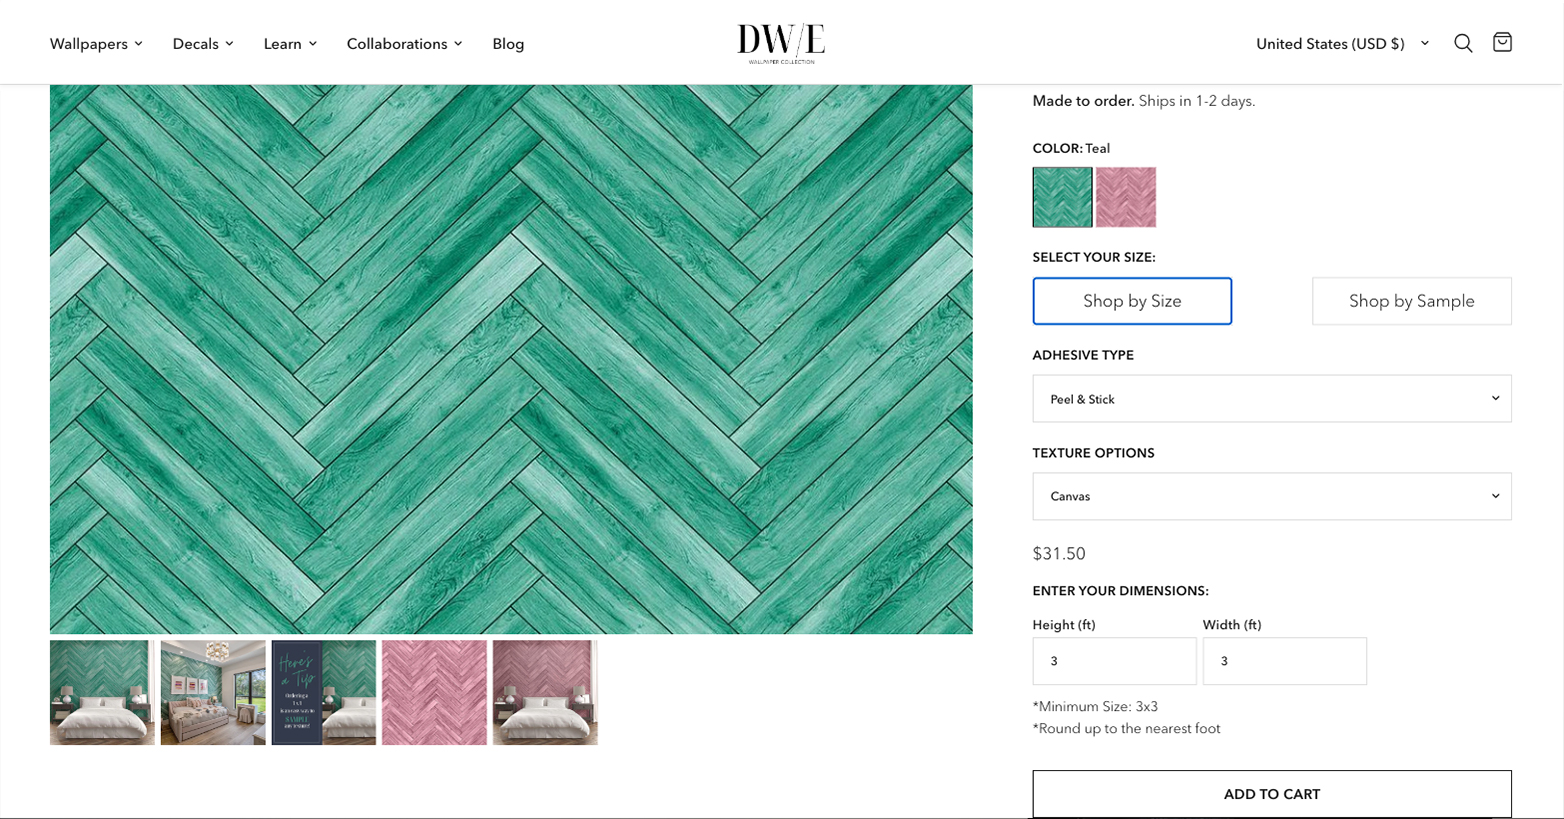 Wallpapers
Decals
Learn
Collaborations
Blog
DW/E
WALLPAPER COLLECTION
United States (USD $)
Made to order. Ships in 1-2 days.
COLOR: Teal
SELECT YOUR SIZE:
Shop by Size
Shop by Sample
ADHESIVE TYPE
Peel & Stick
TEXTURE OPTIONS
Canvas
$31.50
ENTER YOUR DIMENSIONS:
Height (ft)
Width (ft)
3
3
*Minimum Size: 3x3
*Round up to the nearest foot
ADD TO CART
Here's
a Tip
Ordering a
SAMPLE